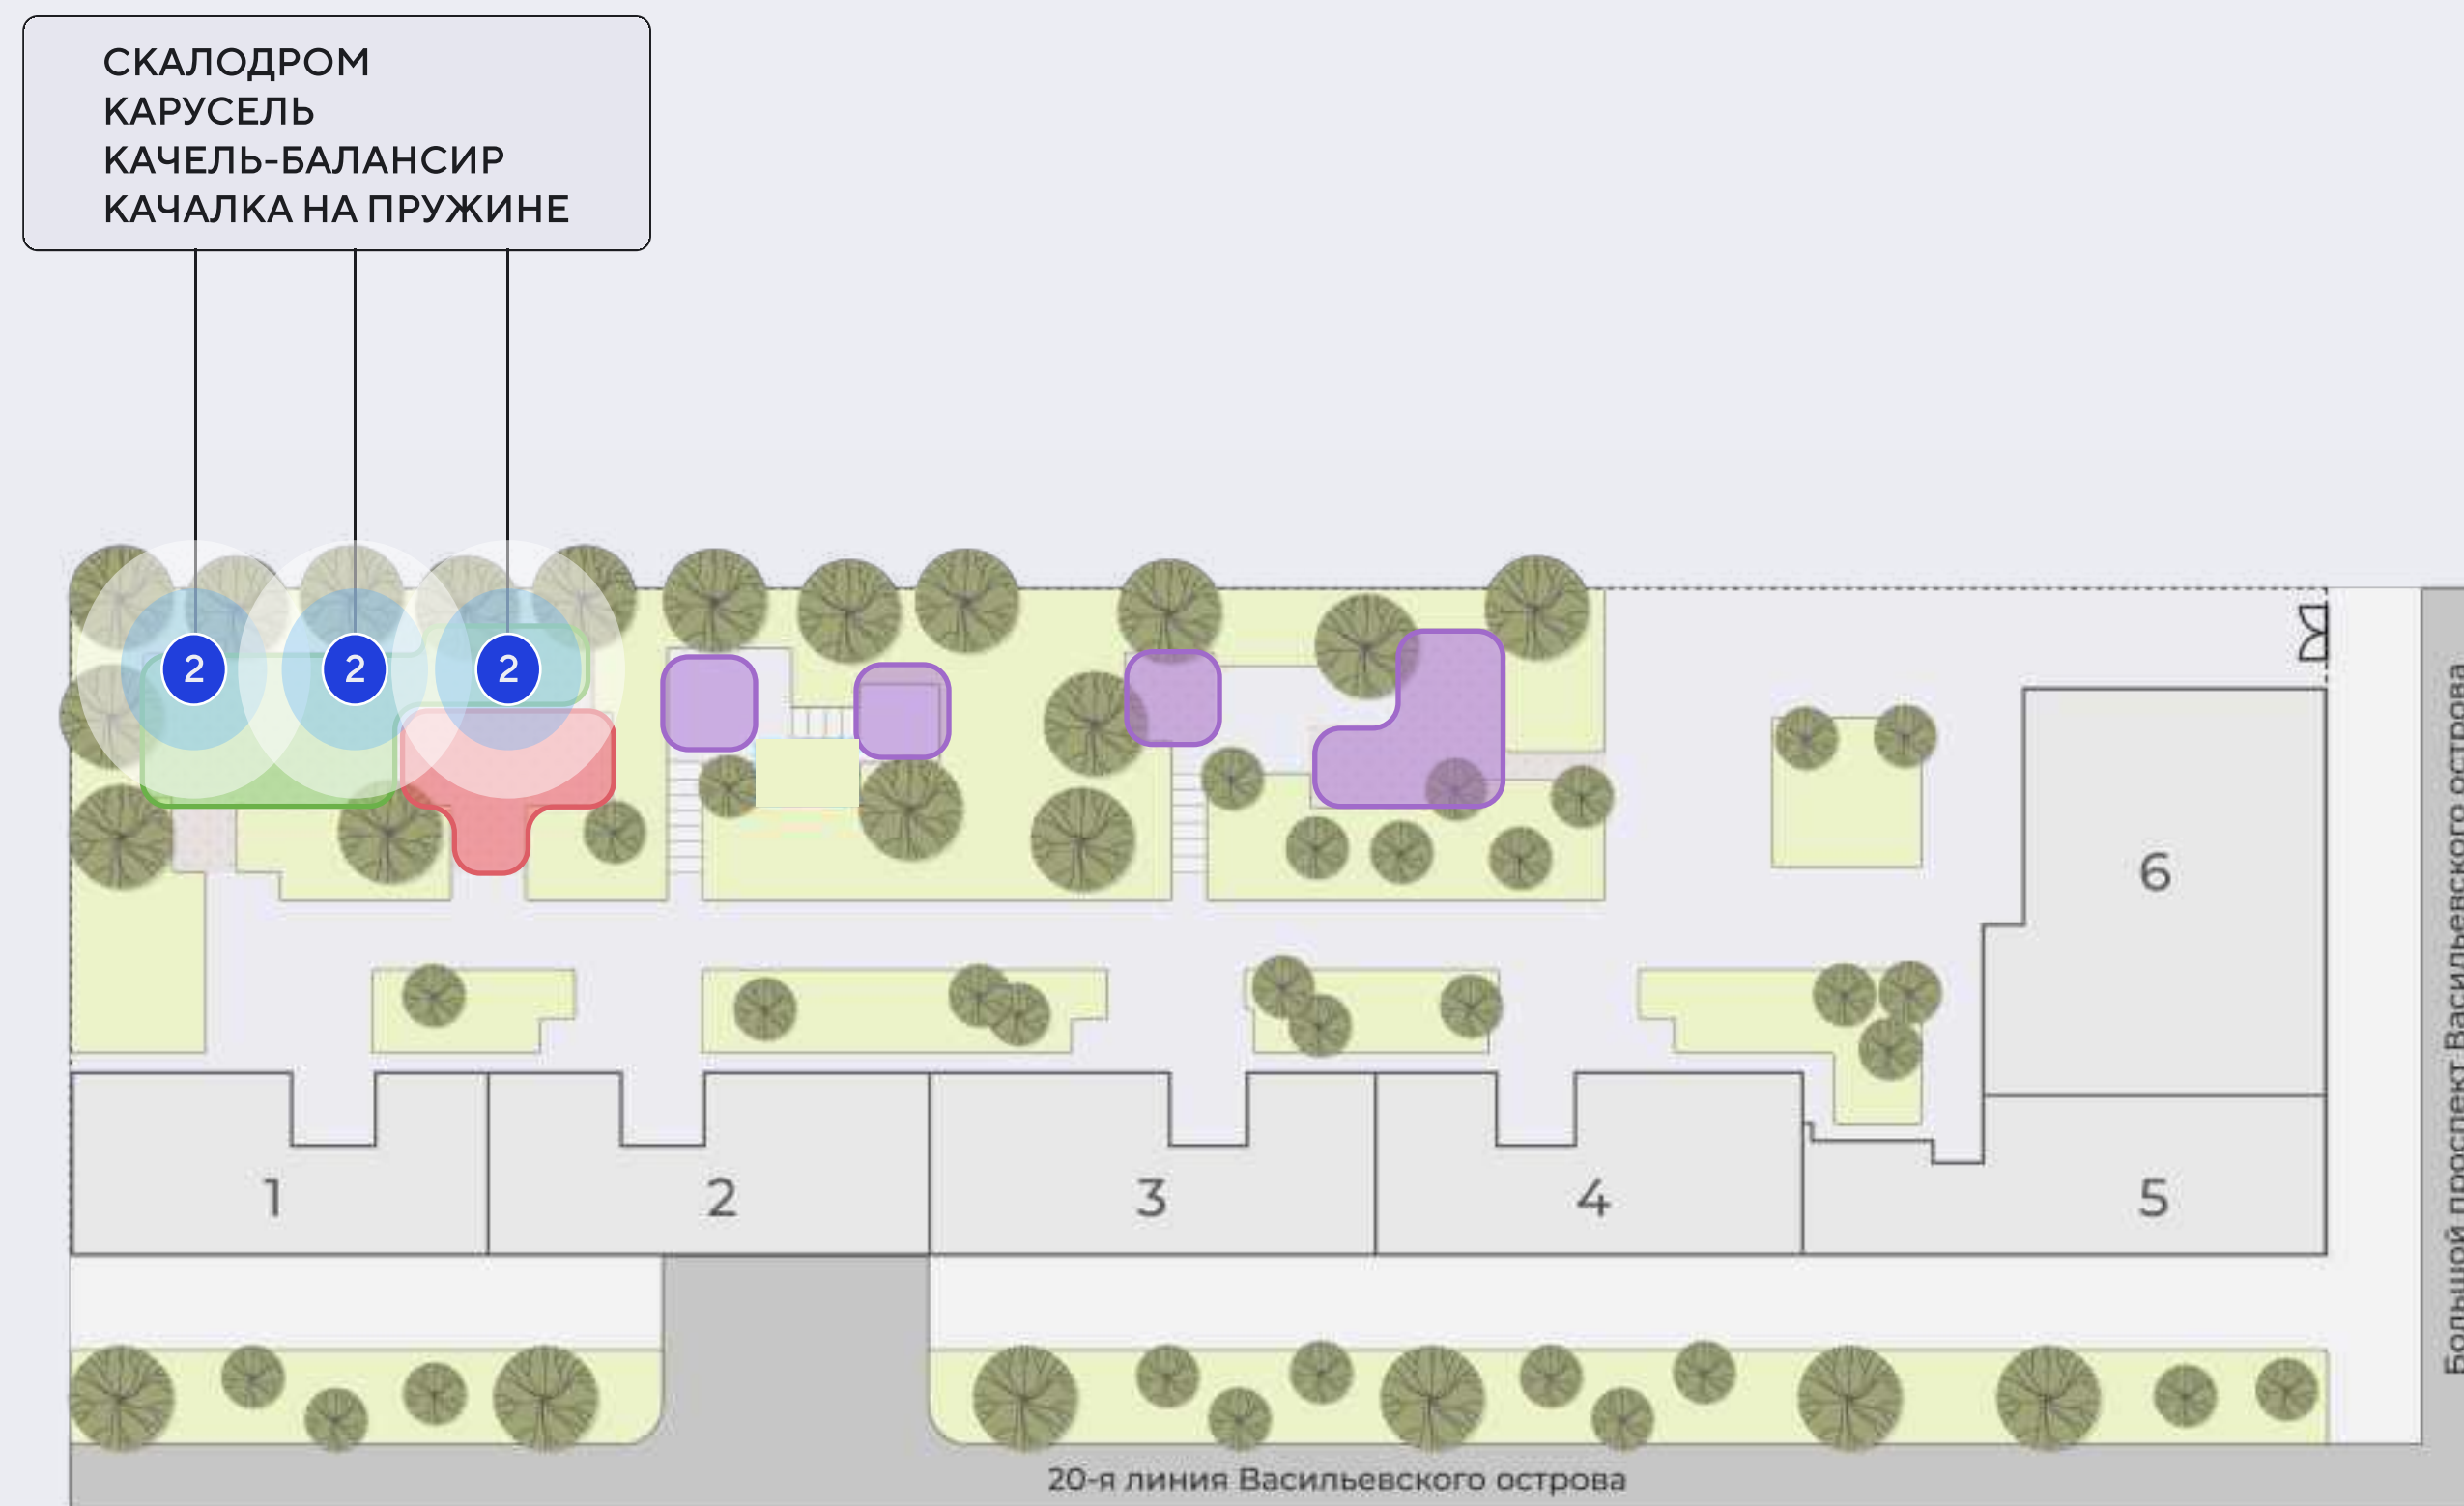 СКАЛОДРОМ
КАРУСЕЛЬ
КАЧЕЛЬ-БАЛАНСИР
КАЧАЛКА НА ПРУЖИНЕ
2
2
2
6
1
2
3
4
5
20-я линия Васильевского острова
Большой проспект Васильевского острова